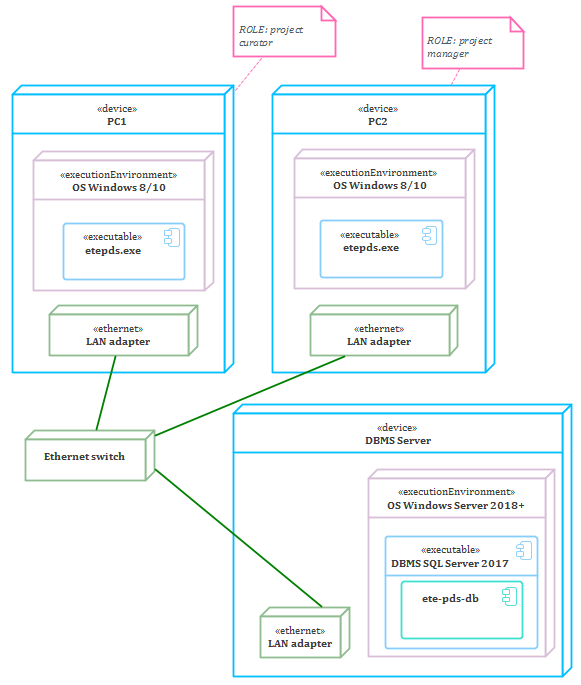 ROLE: project
curator
ROLE: project
manager
«device»
PC1
«executionEnvironment»
OS Windows 8/10
«executable»
etepds.exe
«ethernet»
LAN adapter
«device»
PC2
«executionEnvironment»
OS Windows 8/10
«executable»
etepds.exe
«ethernet»
LAN adapter
Ethernet switch
«device»
DBMS Server
«executionEnvironment»
OS Windows Server 2018+
«executable»
DBMS SQL Server 2017
ete-pds-db
«ethernet»
LAN adapter